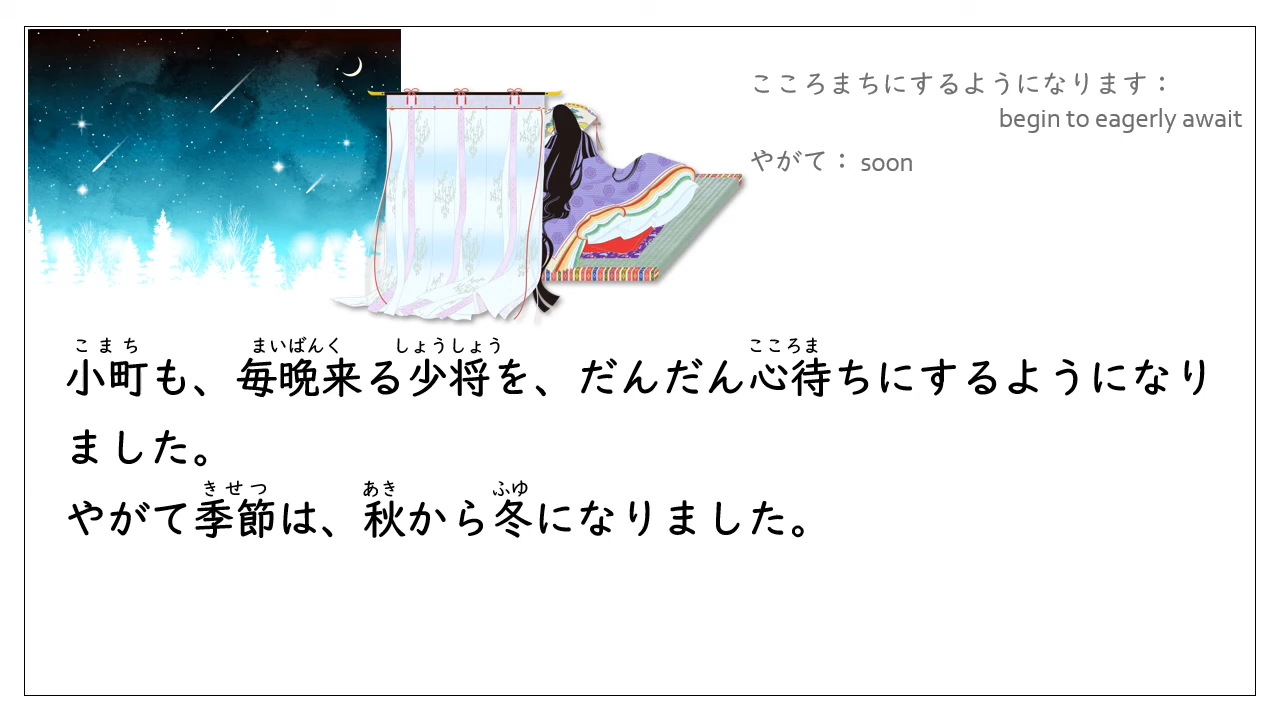 こころまちにするようになります：
begin to eagerly await
やがて： soon
こまち まいばんく しょうしょう こころま
小町も、毎晩来る少将を、だんだん心待ちにするようになり
ました。
きせつ あき ふゆ
やがて季節は、秋から冬になりました。